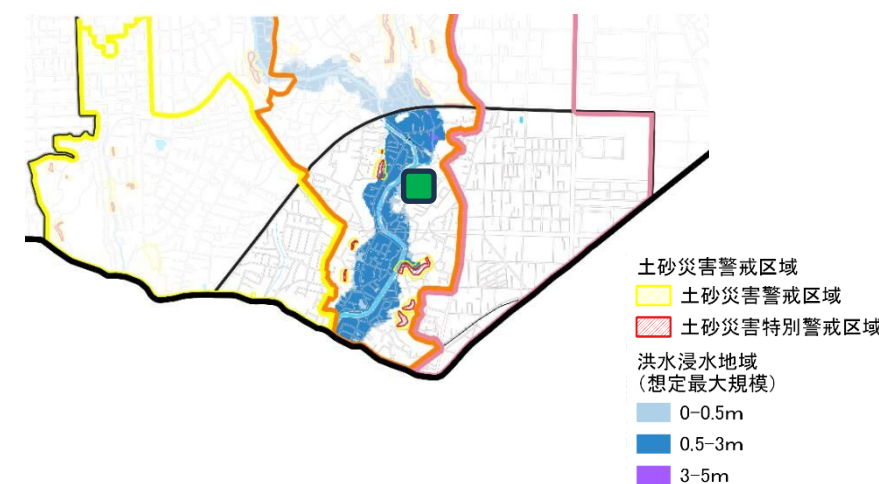 土砂災害警戒区域
土砂災害警戒区域
土砂災害特別警戒区域
洪水浸水地域
（想定最大規模）
0-0.5m
0.5-3m
3-5m